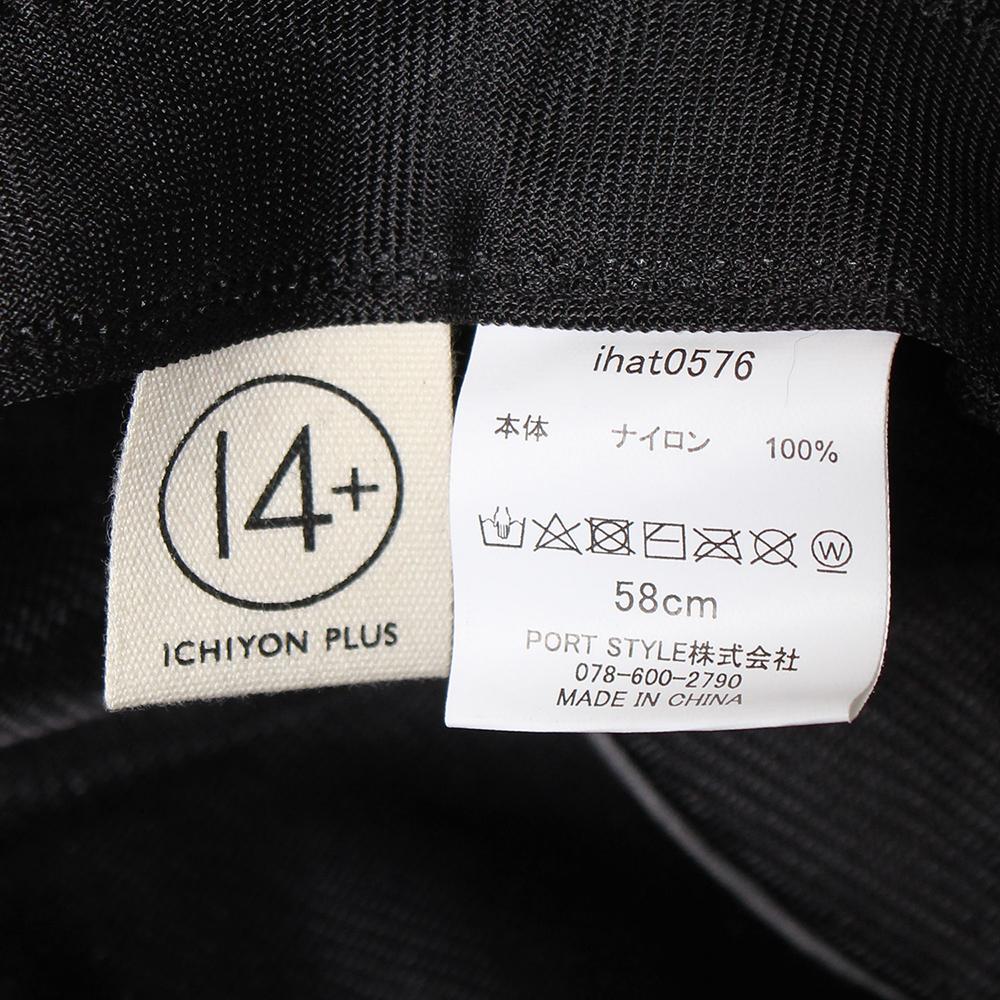 14+
ICHIYON PLUS
ihat0576
本体 ナイロン 100%
W
58cm
PORT STYLE株式会社
078-600-2790
MADE IN CHINA